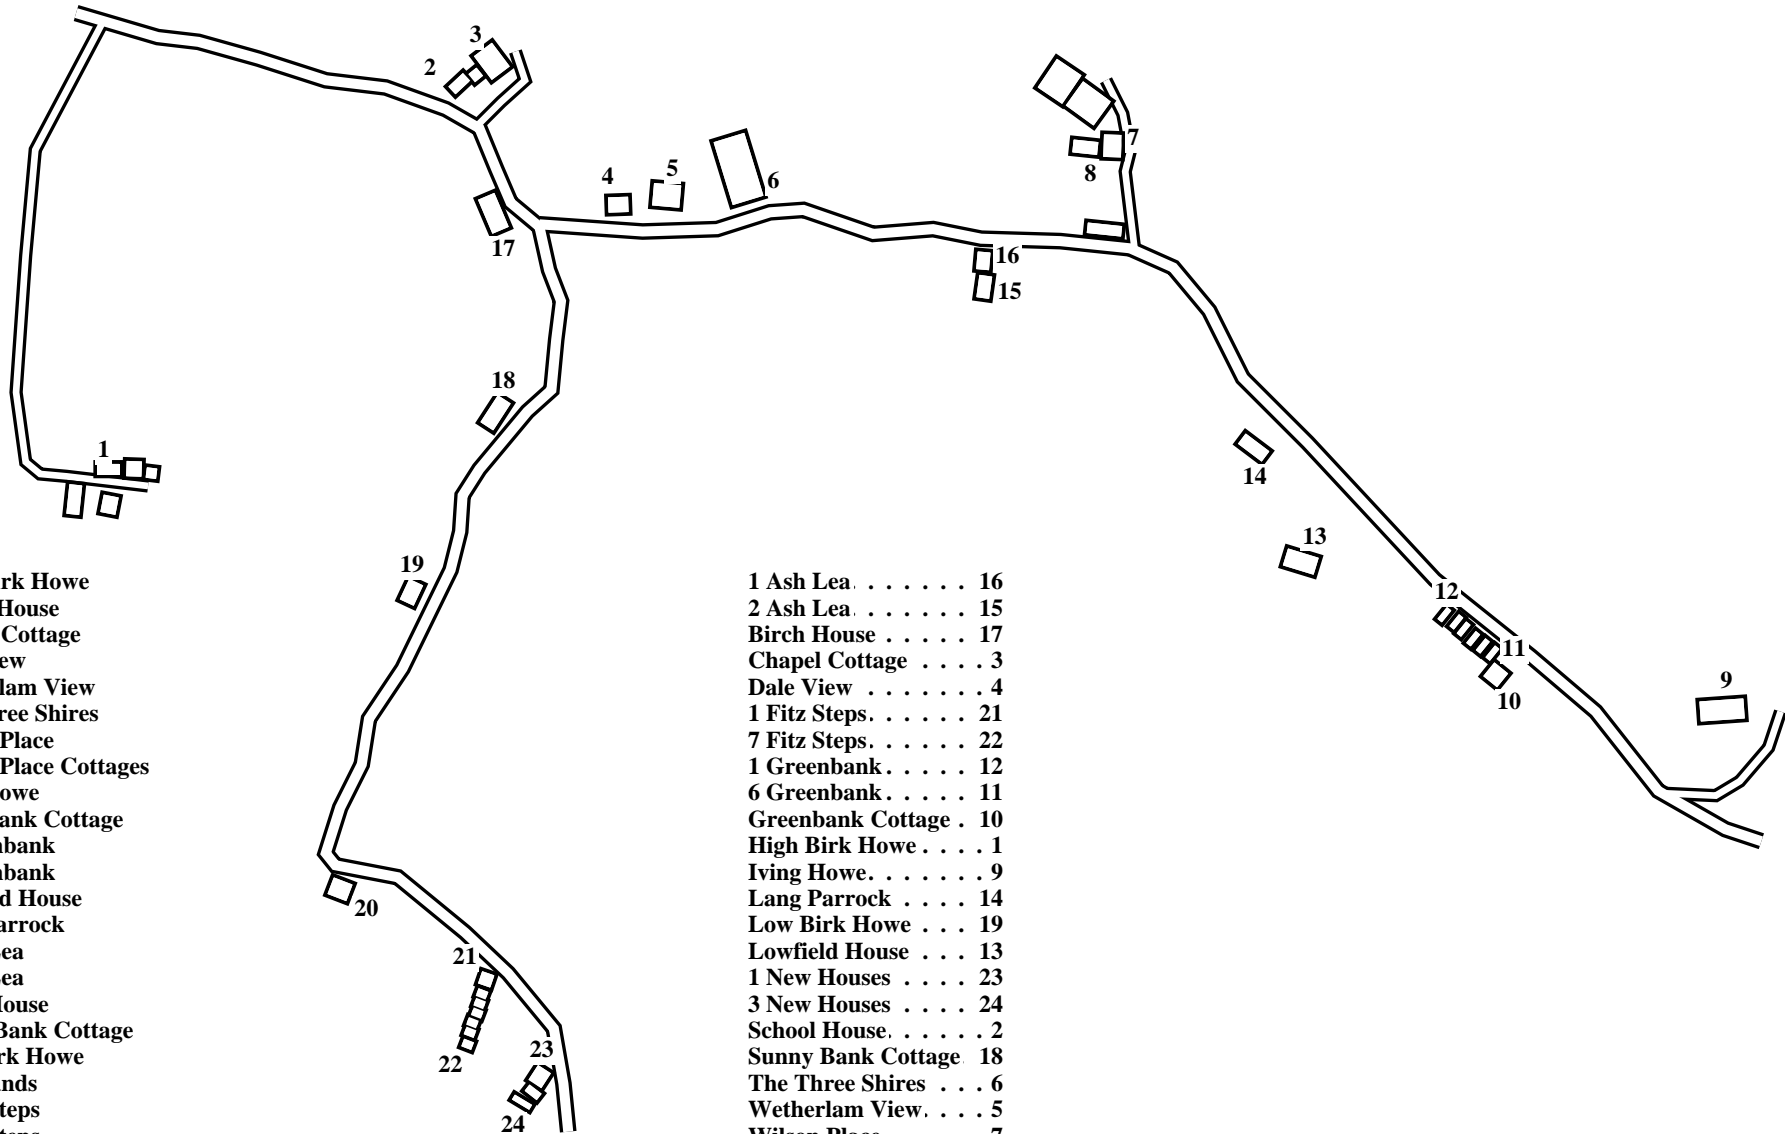 3
2
7
4
5
6
8
17
16
15
18
1
14
19
13
12
11
9
10
20
21
22
23
24
rk Howe
House
Cottage
ew
lam View
ree Shires
Place
Place Cottages
owe
ank Cottage
nbank
nbank
d House
arrock
ea
ea
House
Bank Cottage
rk Howe
nds
teps
1 Ash Lea . . . . . . . 16
2 Ash Lea . . . . . . . 15
Birch House . . . . . 17
Chapel Cottage . . . . 3
Dale View . . . . . . . 4
1 Fitz Steps . . . . . . 21
7 Fitz Steps . . . . . . 22
1 Greenbank . . . . . 12
6 Greenbank . . . . . 11
Greenbank Cottage . 10
High Birk Howe . . . . 1
Iving Howe . . . . . . . 9
Lang Parrock . . . . 14
Low Birk Howe . . . 19
Lowfield House . . . 13
1 New Houses . . . . 23
3 New Houses . . . . 24
School House . . . . . . 2
Sunny Bank Cottage 18
The Three Shires . . . 6
Wetherlam View . . . . 5
Wilson Place 7